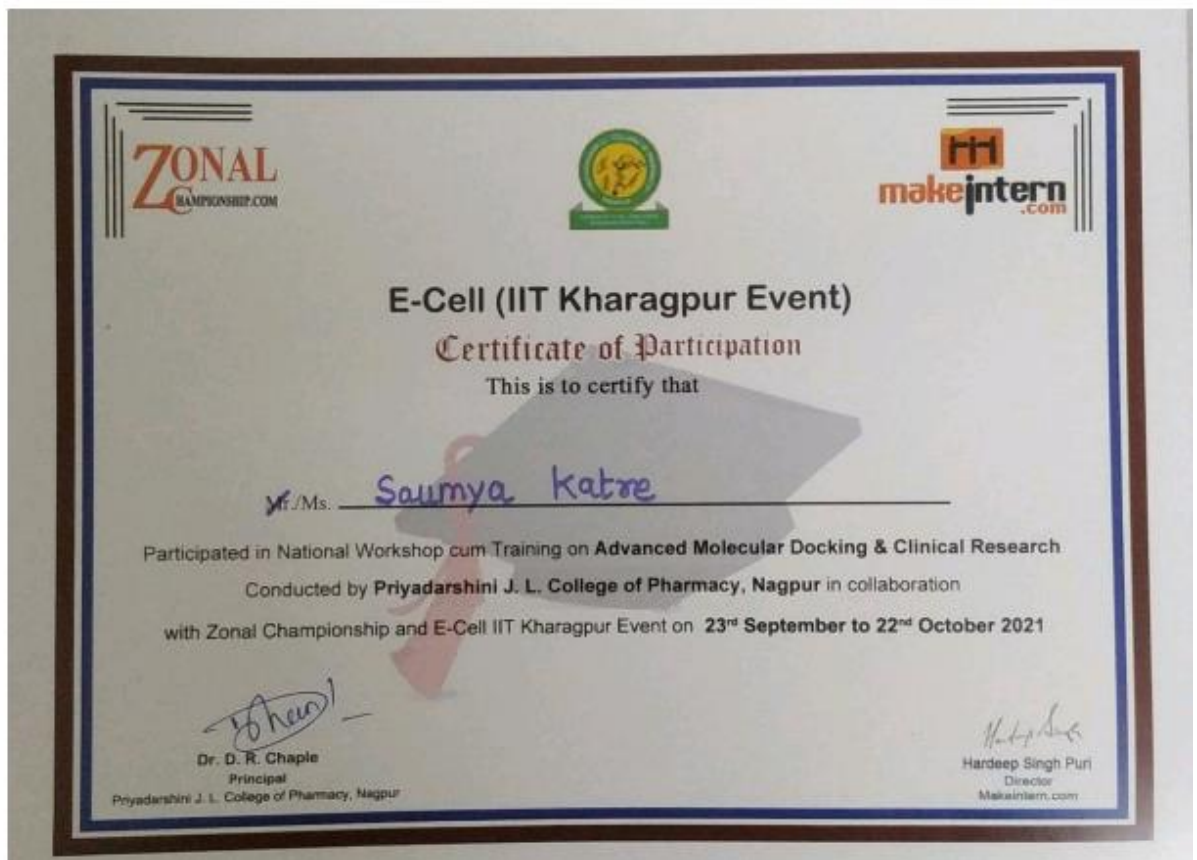 ZONAL
CHAMPIONSHIP.COM
makeintern
.com
E-Cell (IIT Kharagpur Event)
Certificate of Participation
This is to certify that
Mr./Ms. Saumya Katre
Participated in National Workshop cum Training on Advanced Molecular Docking & Clinical Research
Conducted by Priyadarshini J. L. College of Pharmacy, Nagpur in collaboration
with Zonal Championship and E-Cell IIT Kharagpur Event on 23rd September to 22nd October 2021
Dr. D. R. Chaple
Principal
Priyadarshini J. L. College of Pharmacy, Nagpur
Hardeep Singh Puri
Director
Makeintern.com